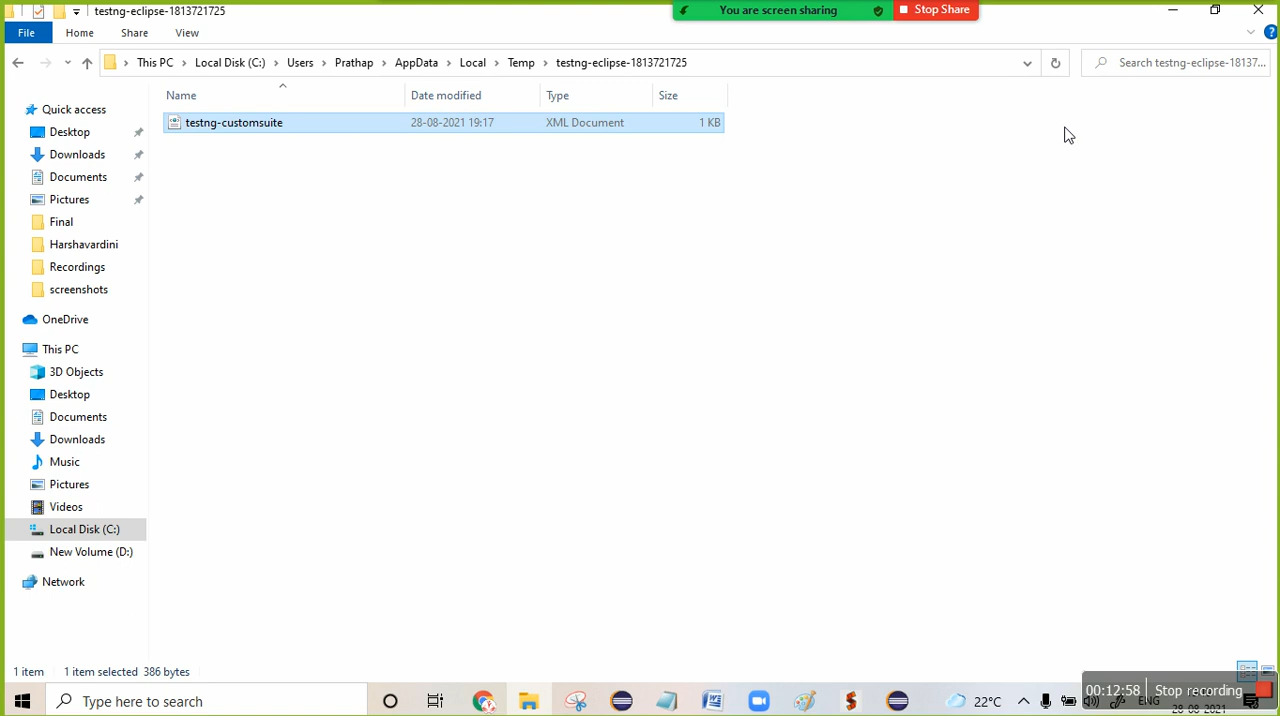 testng-eclipse-1813721725
You are screen sharing
Stop Share
File Home Share View
This PC Local Disk (C:) Users Prathap AppData Local Temp testng-eclipse-1813721725
Search testng-eclipse-18137...
Name Date modified Type Size
testng-customsuite 28-08-2021 19:17 XML Document 1 KB
Quick access
Desktop
Downloads
Documents
Pictures
Final
Harshavardini
Recordings
screenshots
OneDrive
This PC
3D Objects
Desktop
Documents
Downloads
Music
Pictures
Videos
Local Disk (C:)
New Volume (D:)
Network
1 item 1 item selected 386 bytes
00:12:58 Stop recording
Type here to search
22°C
ENG
28-08-2021